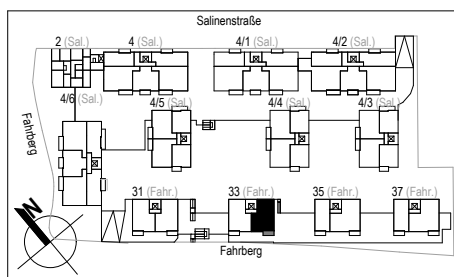 Salinenstraße
2 (Sal.) 4 (Sal.) 4/1 (Sal.) 4/2 (Sal.)
4/6 (Sal.) 4/5 (Sal.) 4/4 (Sal.) 4/3 (Sal.)
Fahrberg
31 (Fahr.) 33 (Fahr.) 35 (Fahr.) 37 (Fahr.)
N
Fahrberg